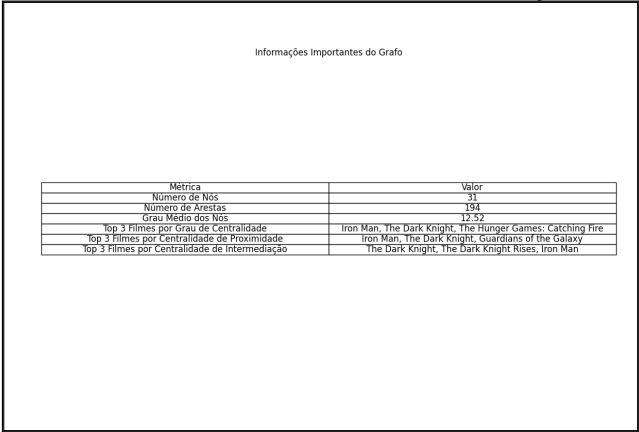 Informações Importantes do Grafo
Métrica Valor
Número de Nós 31
Número de Arestas 194
Grau Médio dos Nós 12.52
Top 3 Filmes por Grau de Centralidade Iron Man, The Dark Knight, The Hunger Games: Catching Fire
Top 3 Filmes por Centralidade de Proximidade Iron Man, The Dark Knight, Guardians of the Galaxy
Top 3 Filmes por Centralidade de Intermediação The Dark Knight, The Dark Knight Rises, Iron Man